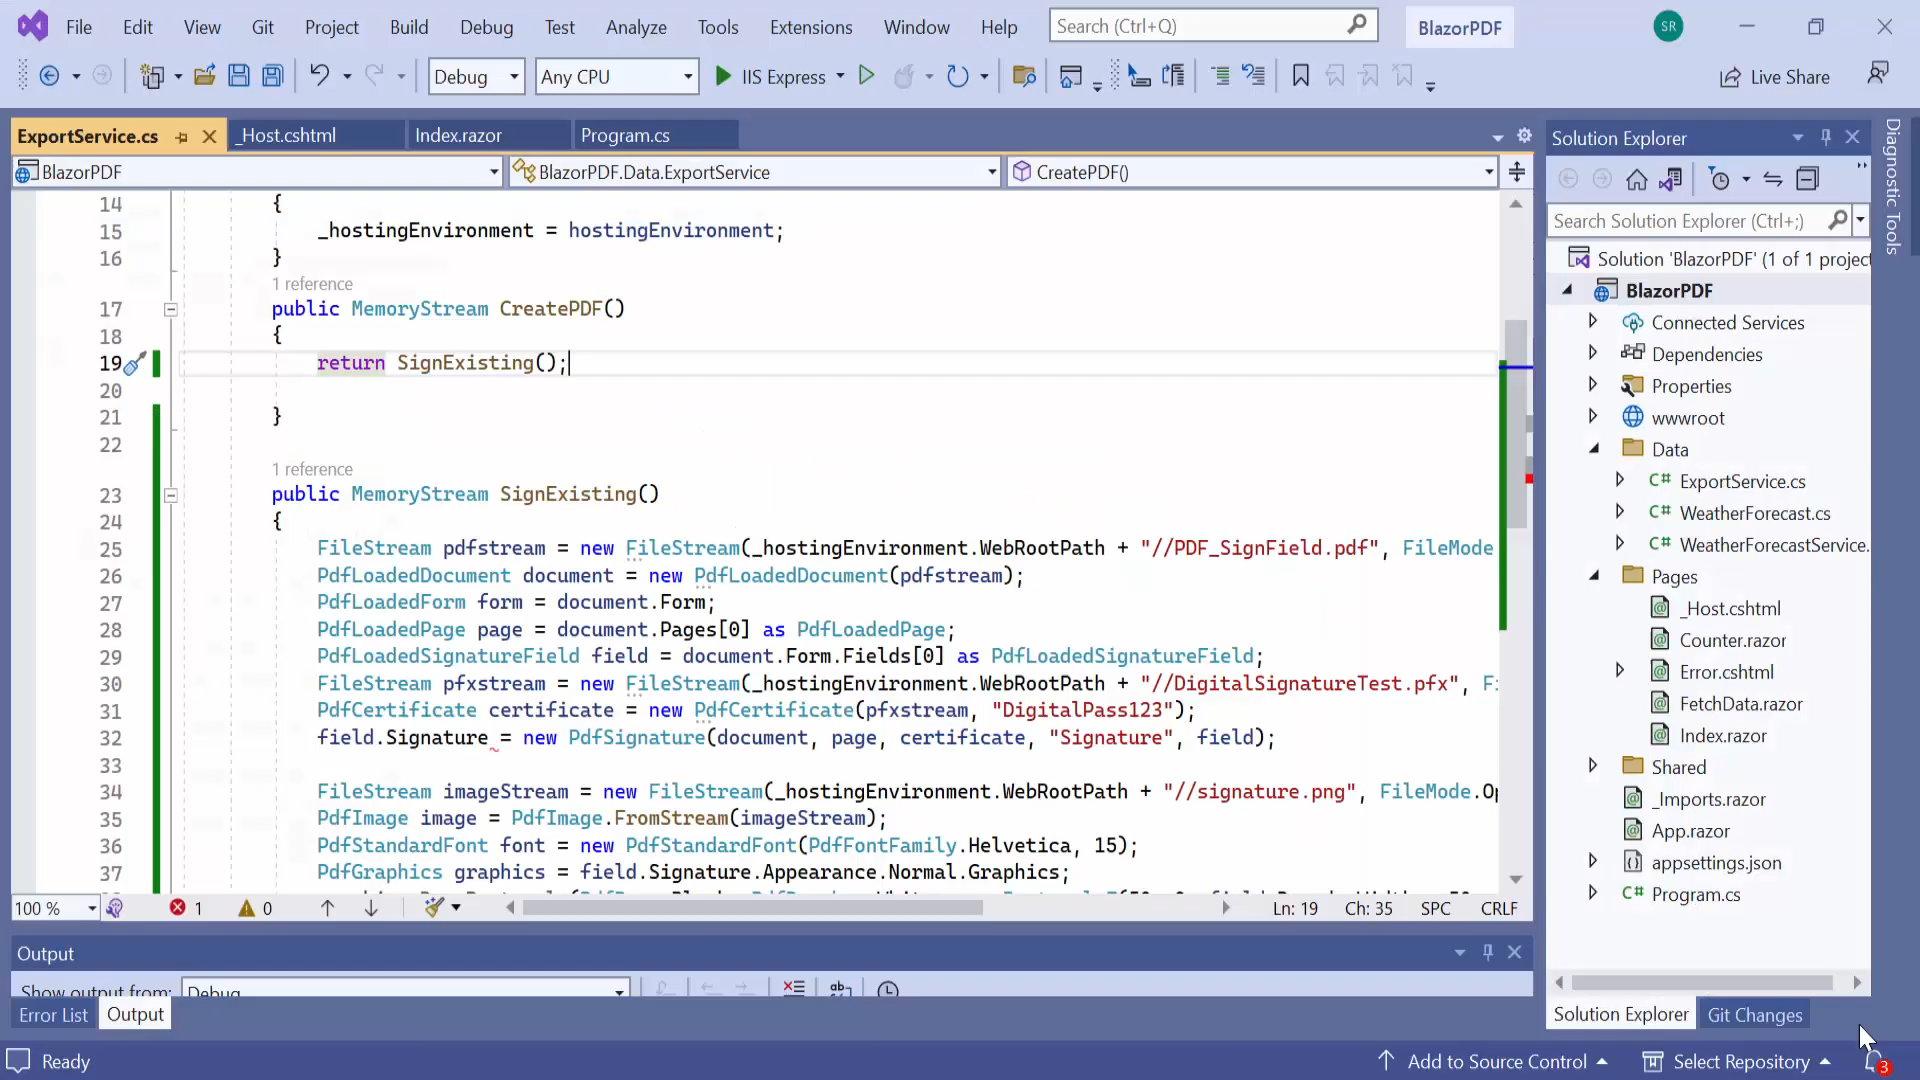 File Edit View Git Project Build Debug Test Analyze Tools Extensions Window Help Search (Ctrl+Q) BlazorPDF SR
Debug Any CPU IIS Express Live Share
ExportService.cs _Host.cshtml Index.razor Program.cs
BlazorPDF BlazorPDF.Data.ExportService CreatePDF()
14 {
15 _hostingEnvironment = hostingEnvironment;
16 }
1 reference
17 public MemoryStream CreatePDF()
18 {
19 return SignExisting();
20
21 }
22
1 reference
23 public MemoryStream SignExisting()
24 {
25 FileStream pdfstream = new FileStream(_hostingEnvironment.WebRootPath + "//PDF_SignField.pdf", FileMode
26 PdfLoadedDocument document = new PdfLoadedDocument(pdfstream);
27 PdfLoadedForm form = document.Form;
28 PdfLoadedPage page = document.Pages[0] as PdfLoadedPage;
29 PdfLoadedSignatureField field = document.Form.Fields[0] as PdfLoadedSignatureField;
30 FileStream pfxstream = new FileStream(_hostingEnvironment.WebRootPath + "//DigitalSignatureTest.pfx", Fi
31 PdfCertificate certificate = new PdfCertificate(pfxstream, "DigitalPass123");
32 field.Signature = new PdfSignature(document, page, certificate, "Signature", field);
33
34 FileStream imageStream = new FileStream(_hostingEnvironment.WebRootPath + "//signature.png", FileMode.Op
35 PdfImage image = PdfImage.FromStream(imageStream);
36 PdfStandardFont font = new PdfStandardFont(PdfFontFamily.Helvetica, 15);
37 PdfGraphics graphics = field.Signature.Appearance.Normal.Graphics;
100 % 1 0 Ln: 19 Ch: 35 SPC CRLF
Output
Show output from: Debug
Error List Output
Solution Explorer
Search Solution Explorer (Ctrl+;)
Solution 'BlazorPDF' (1 of 1 project
BlazorPDF
Connected Services
Dependencies
Properties
wwwroot
Data
C# ExportService.cs
C# WeatherForecast.cs
C# WeatherForecastService.
Pages
_Host.cshtml
Counter.razor
Error.cshtml
FetchData.razor
Index.razor
Shared
_Imports.razor
App.razor
appsettings.json
C# Program.cs
Solution Explorer Git Changes
Diagnostic Tools
Ready Add to Source Control Select Repository 3